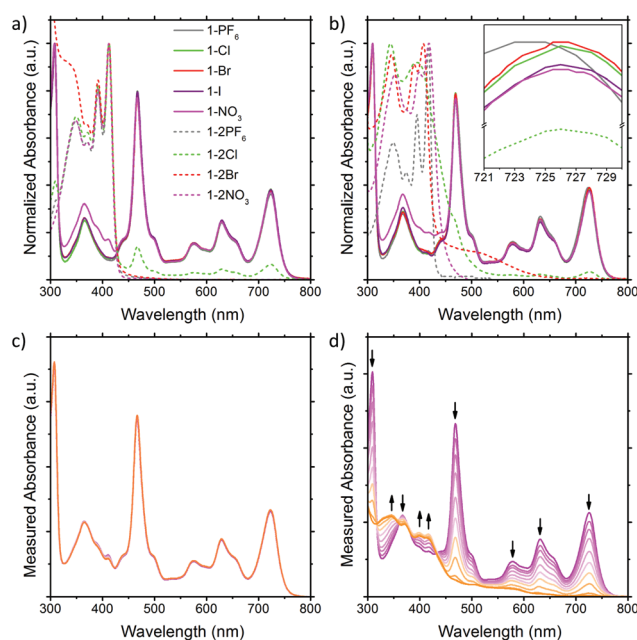 a)
1-PF6
1-Cl
1-Br
1-I
1-NO3
1-2PF6
1-2Cl
1-2Br
1-2NO3
Normalized Absorbance (a.u.)
300 400 500 600 700 800
Wavelength (nm)
b)
721 723 725 727 729
Normalized Absorbance (a.u.)
300 400 500 600 700 800
Wavelength (nm)
c)
Measured Absorbance (a.u.)
300 400 500 600 700 800
Wavelength (nm)
d)
Measured Absorbance (a.u.)
300 400 500 600 700 800
Wavelength (nm)